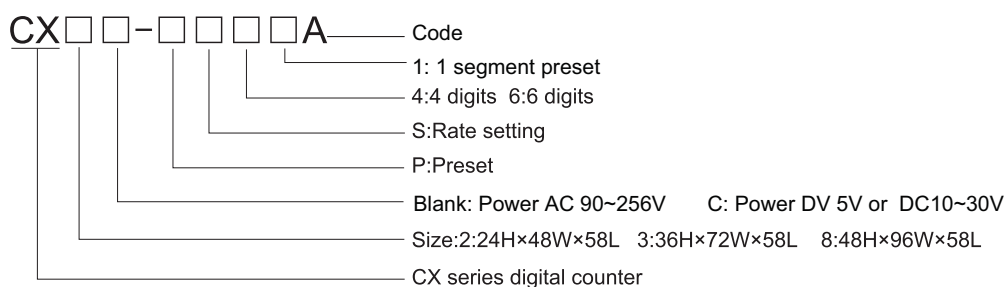 CX□□-□□□□A Code
1: 1 segment preset
4:4 digits 6:6 digits
S:Rate setting
P:Preset
Blank: Power AC 90~256V C: Power DV 5V or DC10~30V
Size:2:24H×48W×58L 3:36H×72W×58L 8:48H×96W×58L
CX series digital counter